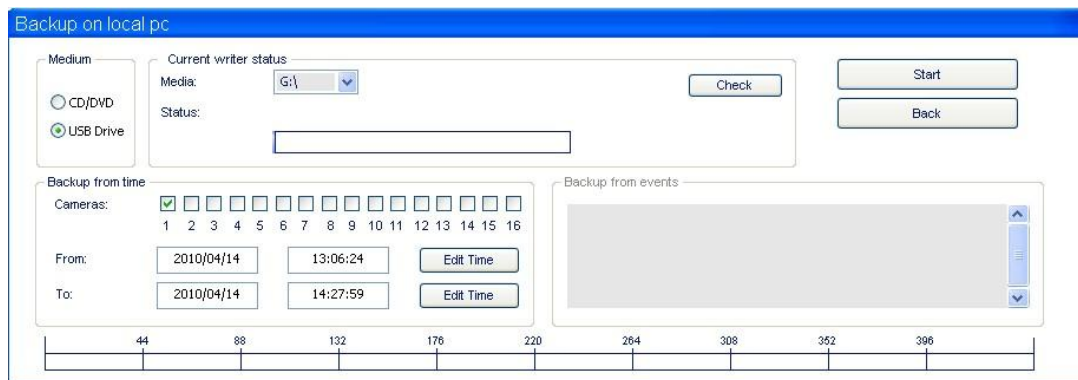 Backup on local pc
Medium
CD/DVD
USB Drive
Current writer status
Media: G:\ Check
Status:
Start
Back
Backup from time
Cameras:
1 2 3 4 5 6 7 8 9 10 11 12 13 14 15 16
From: 2010/04/14 13:06:24 Edit Time
To: 2010/04/14 14:27:59 Edit Time
Backup from events
44 88 132 176 220 264 308 352 396